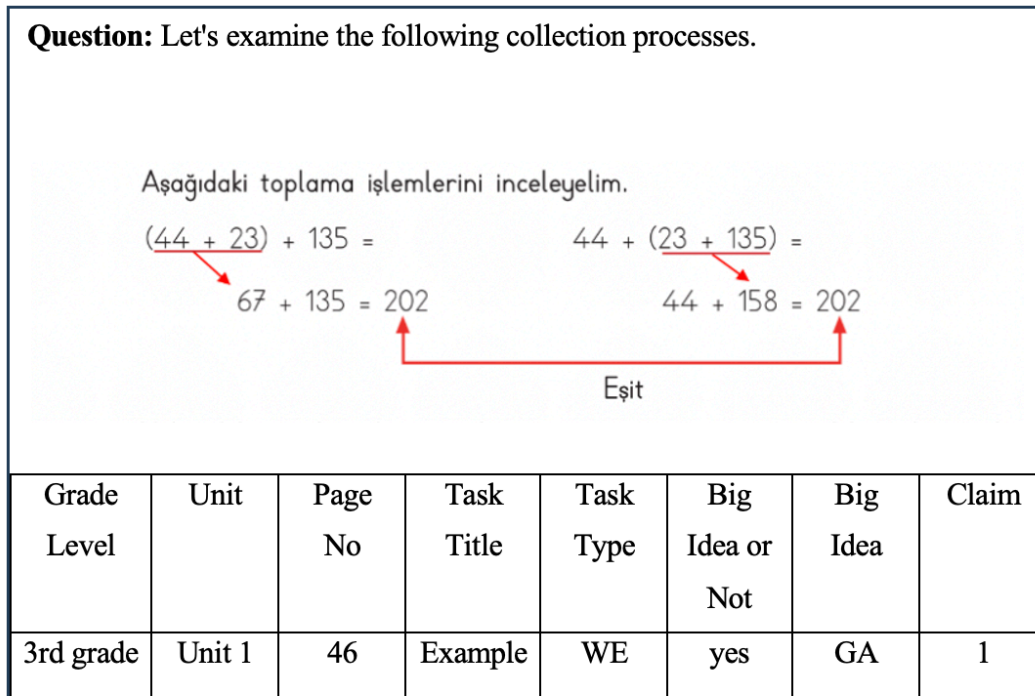 Question: Let's examine the following collection processes.
Aşağıdaki toplama işlemlerini inceleyelim.
(44 + 23) + 135 =
67 + 135 = 202
44 + (23 + 135) =
44 + 158 = 202
Eşit
Grade Level Unit Page No Task Title Task Type Big Idea or Not Big Idea Claim
3rd grade Unit 1 46 Example WE yes GA 1